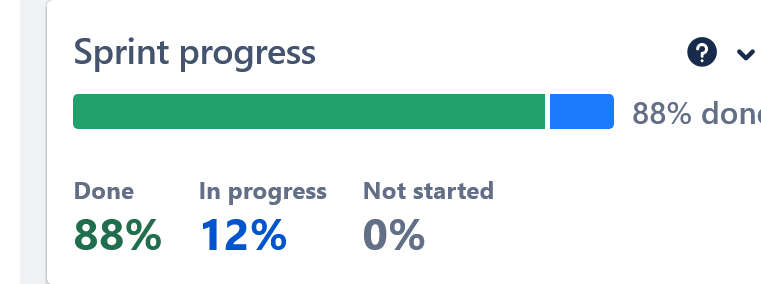 Sprint progress
88% done
Done In progress Not started
88% 12% 0%